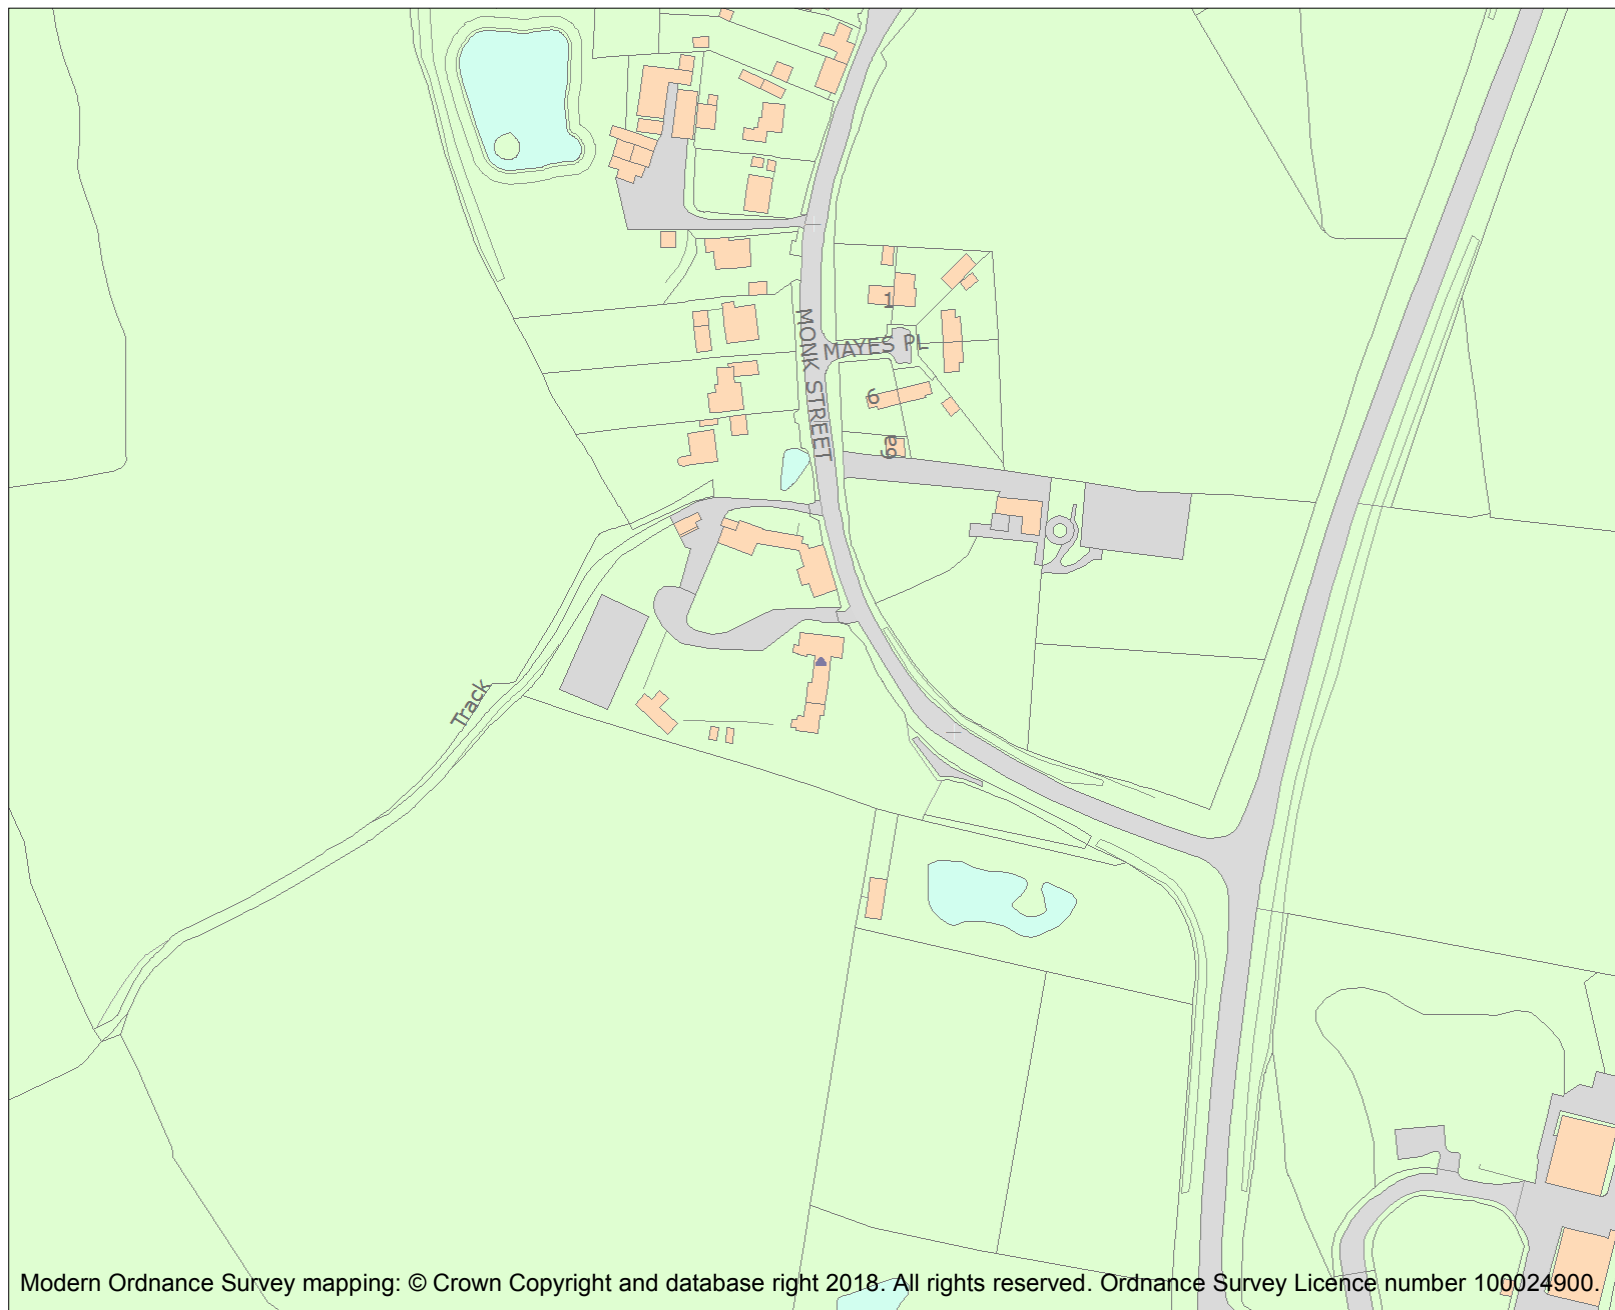 1
MAYES PL
MONK STREET
6
6a
Track
Modern Ordnance Survey mapping: © Crown Copyright and database right 2018. All rights reserved. Ordnance Survey Licence number 100024900.